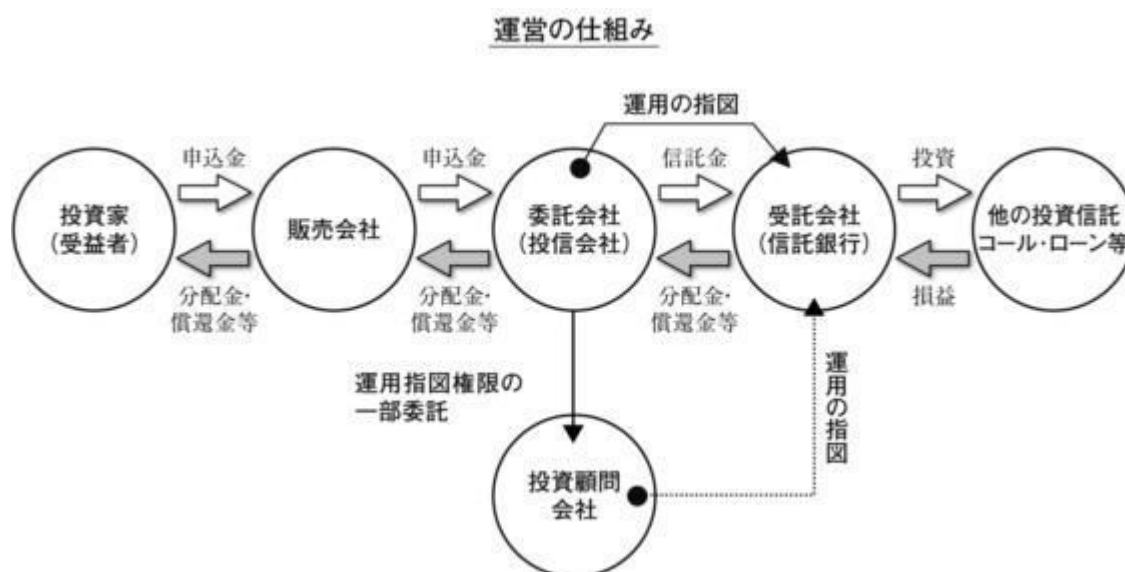 運営の仕組み
運用の指図
申込金
申込金
信託金
投資
投資家
(受益者)
販売会社
委託会社
(投信会社)
受託会社
(信託銀行)
他の投資信託
コール・ローン等
分配金・
償還金等
分配金・
償還金等
分配金・
償還金等
損益
運用指図権限の
一部委託
運用の指図
投資顧問
会社